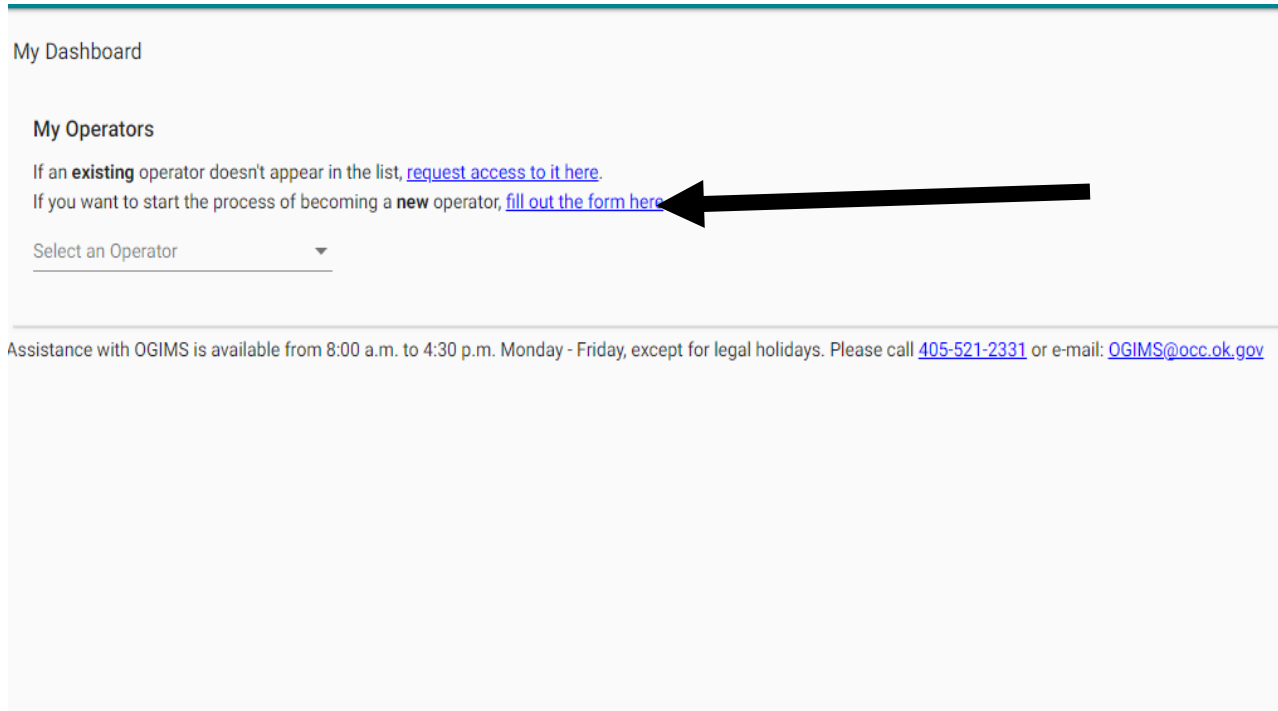 My Dashboard
My Operators
If an existing operator doesn't appear in the list, request access to it here.
If you want to start the process of becoming a new operator, fill out the form here
Select an Operator
Assistance with OGIMS is available from 8:00 a.m. to 4:30 p.m. Monday - Friday, except for legal holidays. Please call 405-521-2331 or e-mail: OGIMS@occ.ok.gov